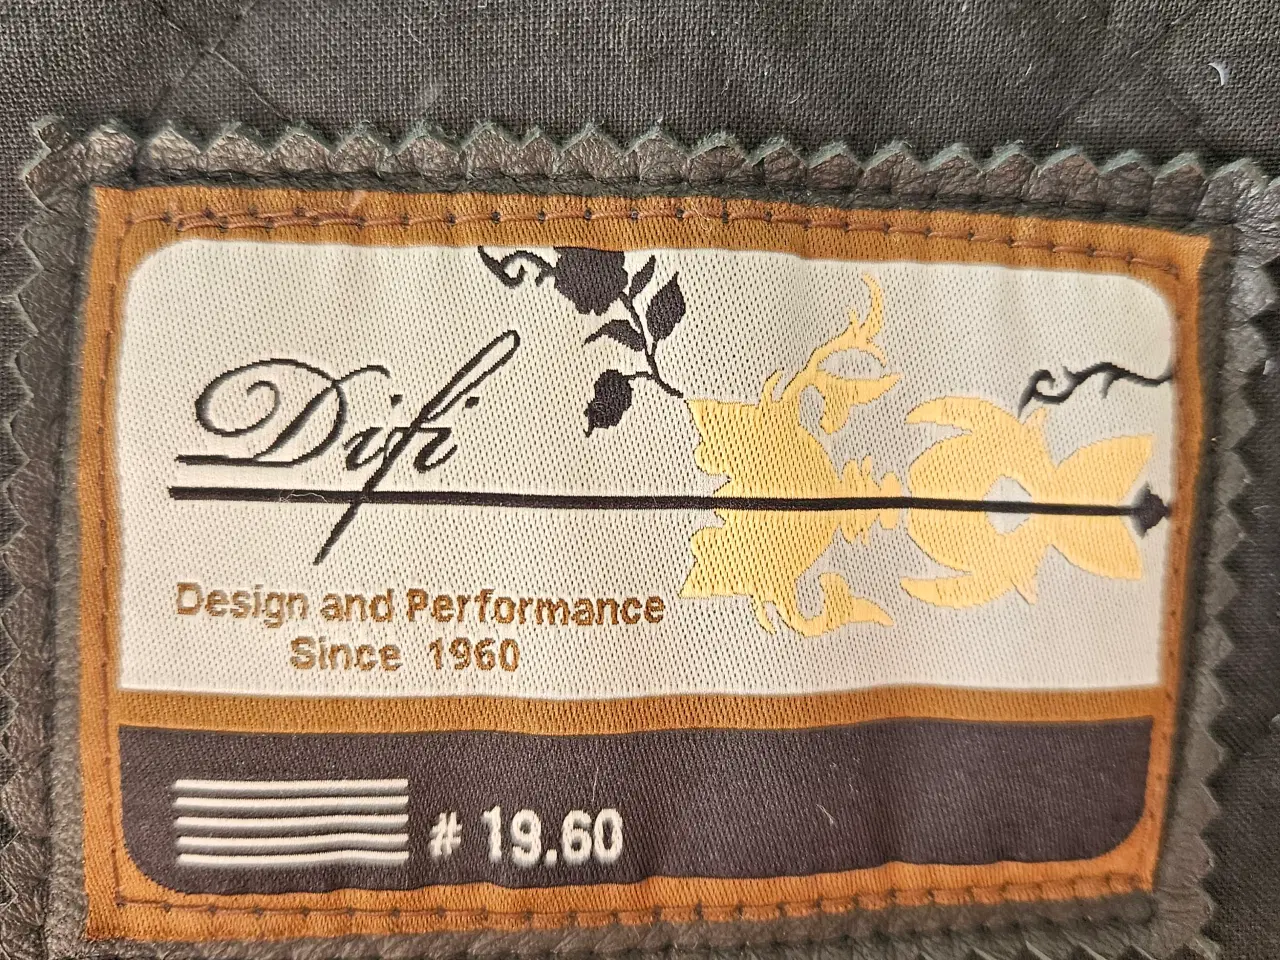 Difi
Design and Performance
Since 1960
# 19.60